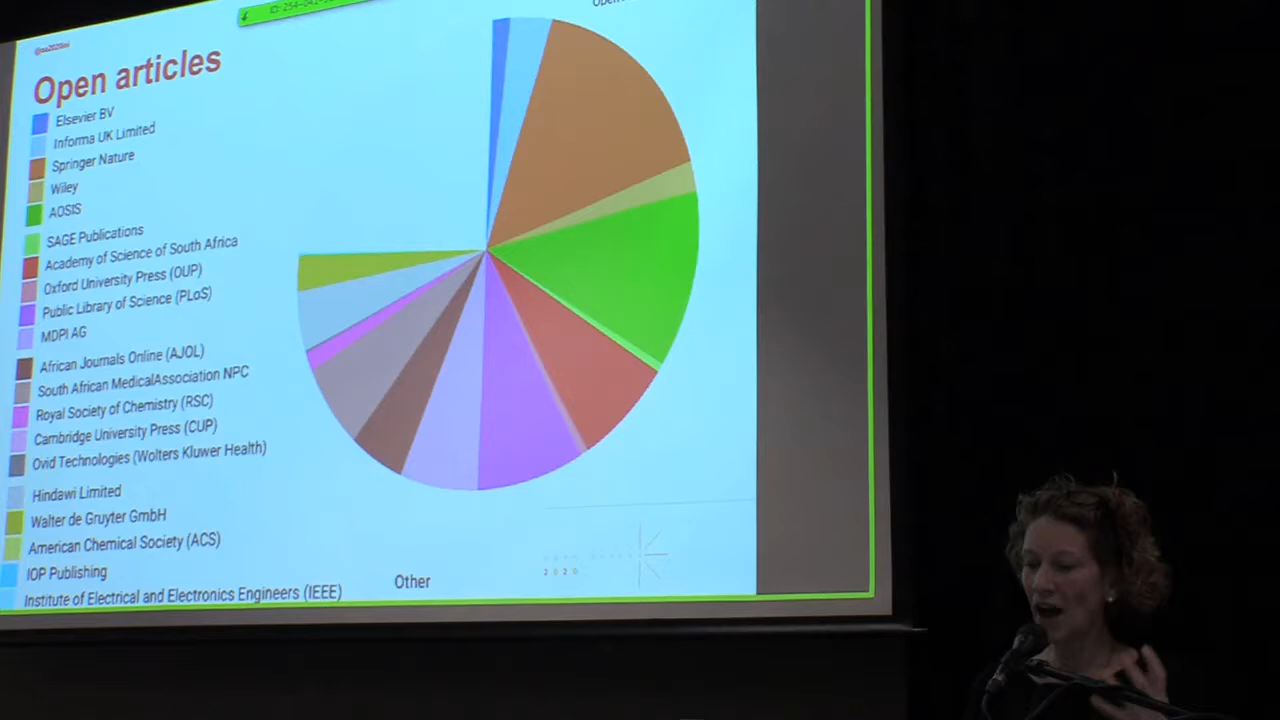 Open articles
Elsevier BV
Informa UK Limited
Springer Nature
Wiley
AOSIS
SAGE Publications
Academy of Science of South Africa
Oxford University Press (OUP)
Public Library of Science (PLoS)
MDPI AG
African Journals Online (AJOL)
South African MedicalAssociation NPC
Royal Society of Chemistry (RSC)
Cambridge University Press (CUP)
Ovid Technologies (Wolters Kluwer Health)
Hindawi Limited
Walter de Gruyter GmbH
American Chemical Society (ACS)
IOP Publishing
Institute of Electrical and Electronics Engineers (IEEE)
Other
2020